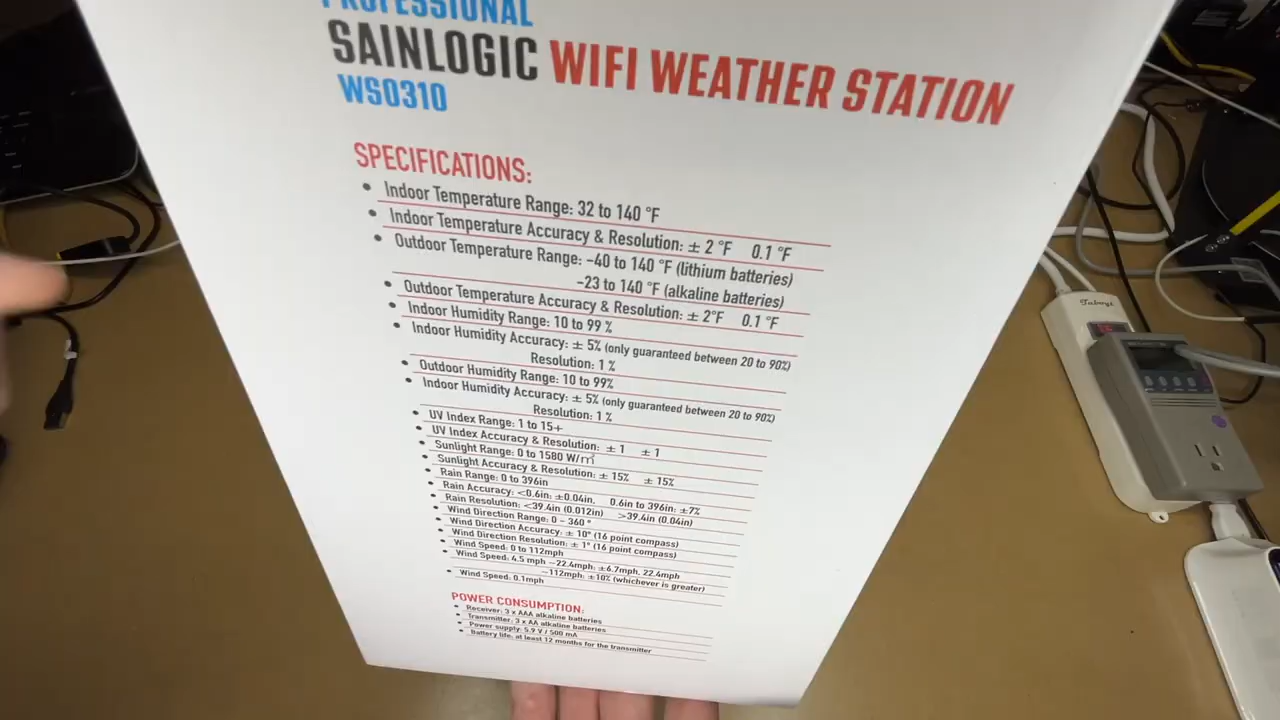 PROFESSIONAL
SAINLOGIC WIFI WEATHER STATION
WS0310
SPECIFICATIONS:
• Indoor Temperature Range: 32 to 140 °F
• Indoor Temperature Accuracy & Resolution: ± 2 °F 0.1 °F
• Outdoor Temperature Range: -40 to 140 °F (lithium batteries)
-23 to 140 °F (alkaline batteries)
• Outdoor Temperature Accuracy & Resolution: ± 2°F 0.1 °F
• Indoor Humidity Range: 10 to 99 %
• Indoor Humidity Accuracy: ± 5% (only guaranteed between 20 to 90%)
Resolution: 1 %
• Outdoor Humidity Range: 10 to 99%
• Indoor Humidity Accuracy: ± 5% (only guaranteed between 20 to 90%)
Resolution: 1 %
• UV Index Range: 1 to 15+
• UV Index Accuracy & Resolution: ± 1 ± 1
• Sunlight Range: 0 to 1580 W/㎡
• Sunlight Accuracy & Resolution: ± 15% ± 15%
• Rain Range: 0 to 396in
• Rain Accuracy: <0.6in: ±0.04in, 0.6in to 396in: ±7%
• Rain Resolution: <39.4in (0.012in) >39.4in (0.04in)
• Wind Direction Range: 0 ~ 360 °
• Wind Direction Accuracy: ± 10° (16 point compass)
• Wind Direction Resolution: ± 1° (16 point compass)
• Wind Speed: 0 to 112mph
• Wind Speed: 4.5 mph ~22.4mph: ±6.7mph, 22.4mph
~112mph: ±10% (whichever is greater)
• Wind Speed: 0.1mph
POWER CONSUMPTION:
• Receiver: 3 x AAA alkaline batteries
• Transmitter: 3 x AA alkaline batteries
• Power supply: 5.9 V / 500 mA
• Battery life: at least 12 months for the transmitter